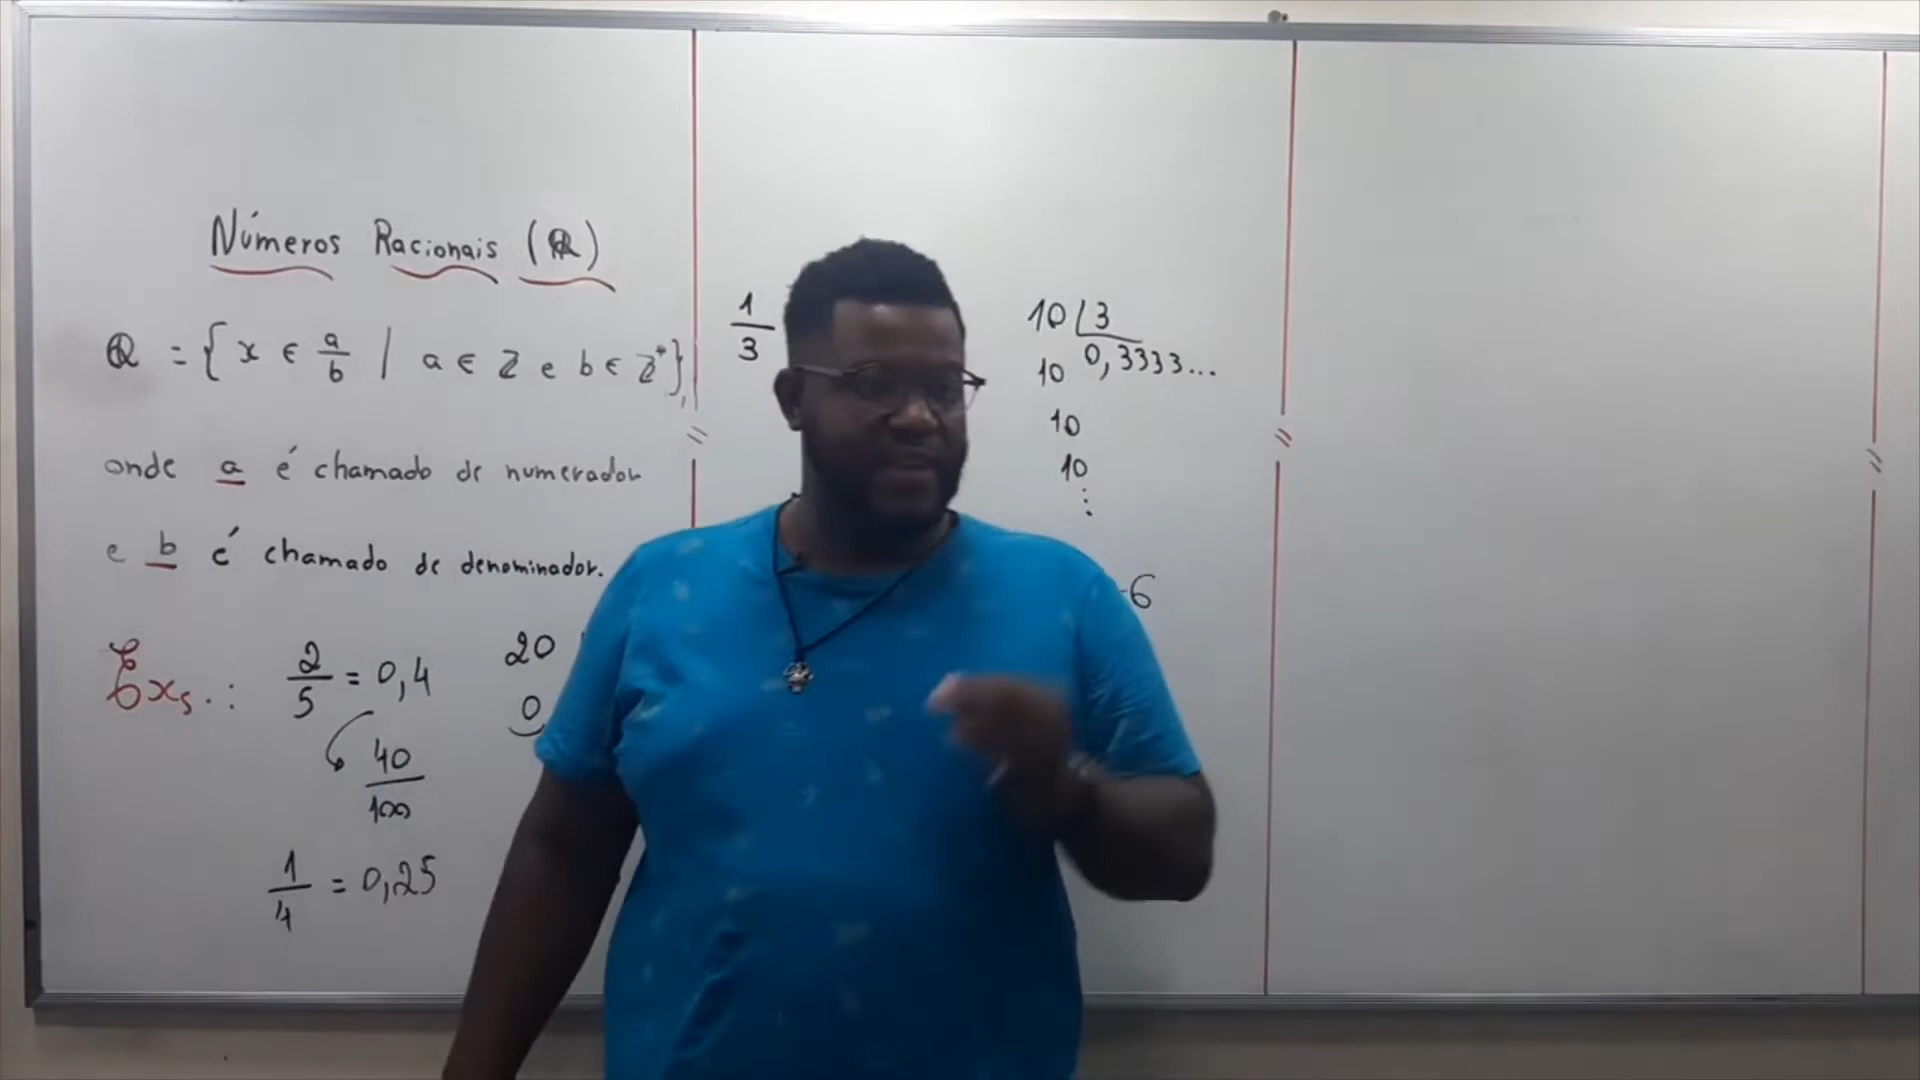 Números Racionais (ℚ)
ℚ = { x ∈ a/b / a ∈ ℤ e b ∈ ℤ* },
onde a é chamado de numerador
e b é chamado de denominador.
Exs.: 2/5 = 0,4
40/100
1/4 = 0,25
20
0
1/3
10 | 3
10 0,3333...
10
10
⋮
-6